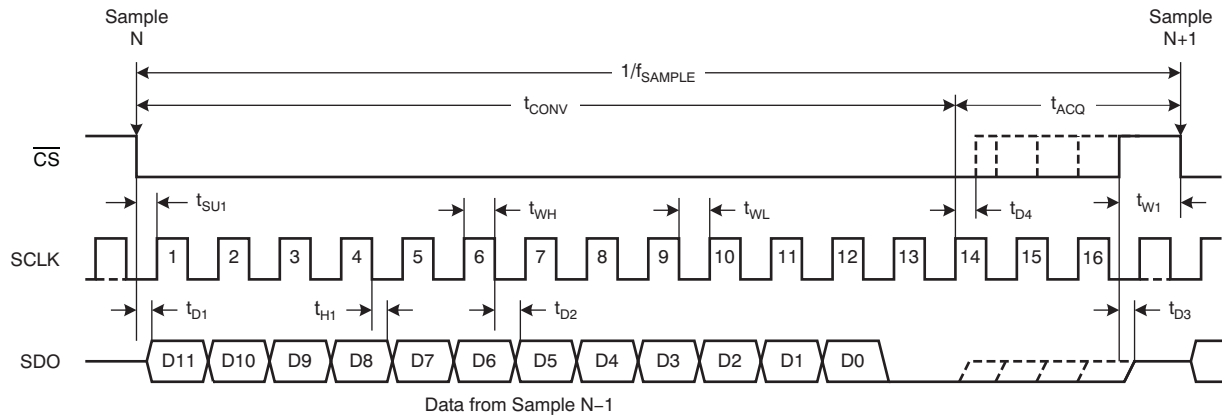 Sample
N
Sample
N+1
1/fSAMPLE
tCONV
tACQ
CS
tSU1
tWH
tWL
tD4
tW1
SCLK
1 2 3 4 5 6 7 8 9 10 11 12 13 14 15 16
tD1
tH1
tD2
tD3
SDO
D11 D10 D9 D8 D7 D6 D5 D4 D3 D2 D1 D0
Data from Sample N–1